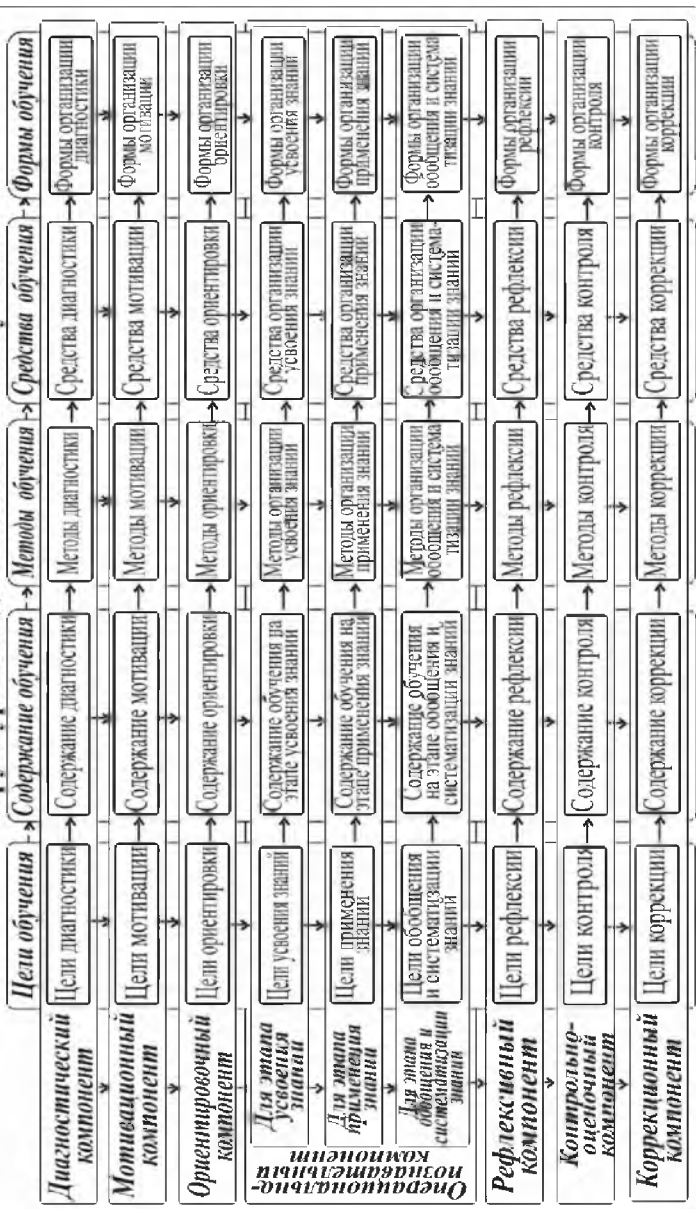 Цели обучения
Содержание обучения
Методы обучения
Средства обучения
Формы обучения
Диагностический
компонент
Цели диагностики
Содержание диагностики
Методы диагностики
Средства диагностики
Формы организации
диагностики
Мотивационный
компонент
Цели мотивации
Содержание мотивации
Методы мотивации
Средства мотивации
Формы организации
мотивации
Ориентировочный
компонент
Цели ориентировки
Содержание ориентировки
Методы ориентировки
Средства ориентировки
Формы организации
ориентировки
Операционально-
познавательный
компонент
Для этапа
усвоения
знаний
Цели усвоения знаний
Содержание обучения на
этапе усвоения знаний
Методы организации
усвоения знаний
Средства организации
усвоения знаний
Формы организации
усвоения знаний
Для этапа
применения
знаний
Цели применения
знаний
Содержание обучения на
этапе применения знаний
Методы организации
применения знаний
Средства организации
применения знаний
Формы организации
применения знаний
Для этапа
обобщения и
систематизации
знаний
Цели обобщения
и систематизации
знаний
Содержание обучения
на этапе обобщения и
систематизации знаний
Методы организации
обобщения и система
тизации знаний
Средства организации
обобщения и система-
тизации знаний
Формы организации
обобщения и система
тизации знаний
Рефлексивный
компонент
Цели рефлексии
Содержание рефлексии
Методы рефлексии
Средства рефлексии
Формы организации
рефлексии
Контрольно-
оценочный
компонент
Цели контроля
Содержание контроля
Методы контроля
Средства контроля
Формы организации
контроля
Коррекционный
компонент
Цели коррекции
Содержание коррекции
Методы коррекции
Средства коррекции
Формы организации
коррекции